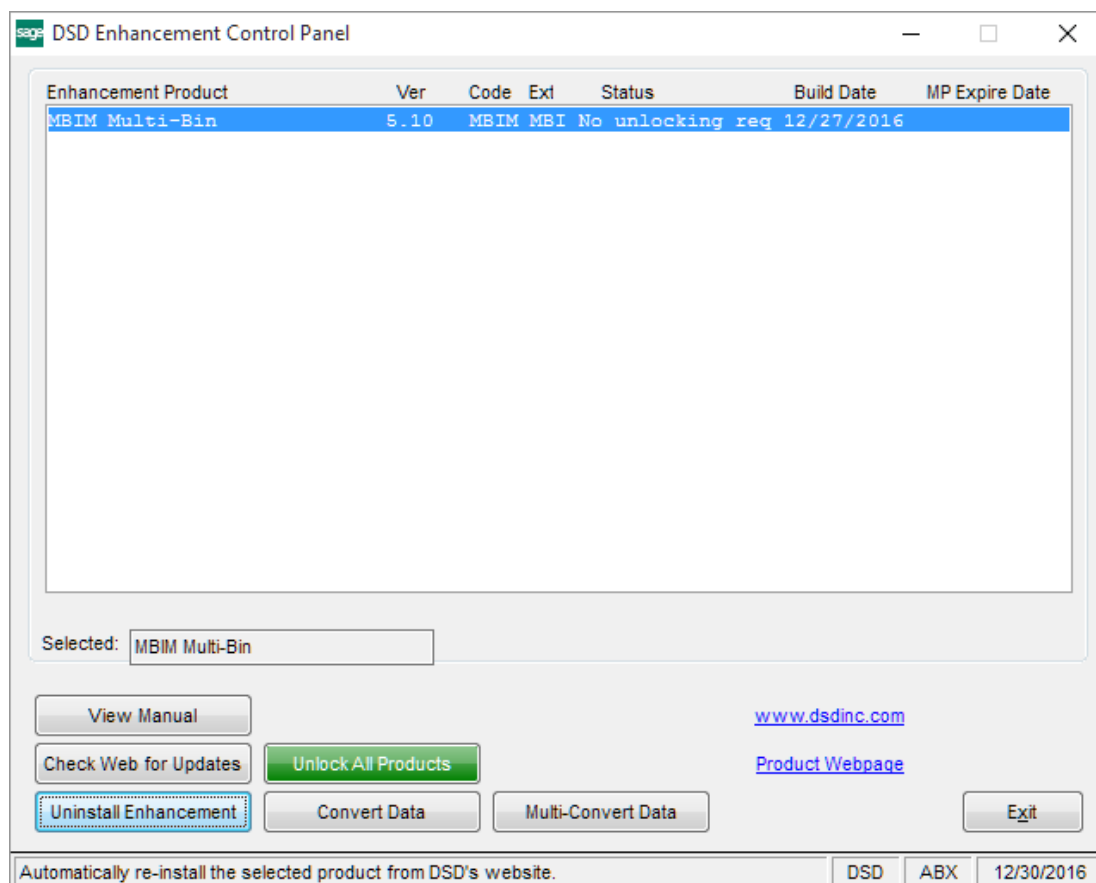 sage DSD Enhancement Control Panel
Enhancement Product Ver Code Ext Status Build Date MP Expire Date
MBIM Multi-Bin 5.10 MBIM MBI No unlocking req 12/27/2016
Selected: MBIM Multi-Bin
View Manual www.dsdinc.com
Check Web for Updates Unlock All Products Product Webpage
Uninstall Enhancement Convert Data Multi-Convert Data Exit
Automatically re-install the selected product from DSD's website. DSD ABX 12/30/2016